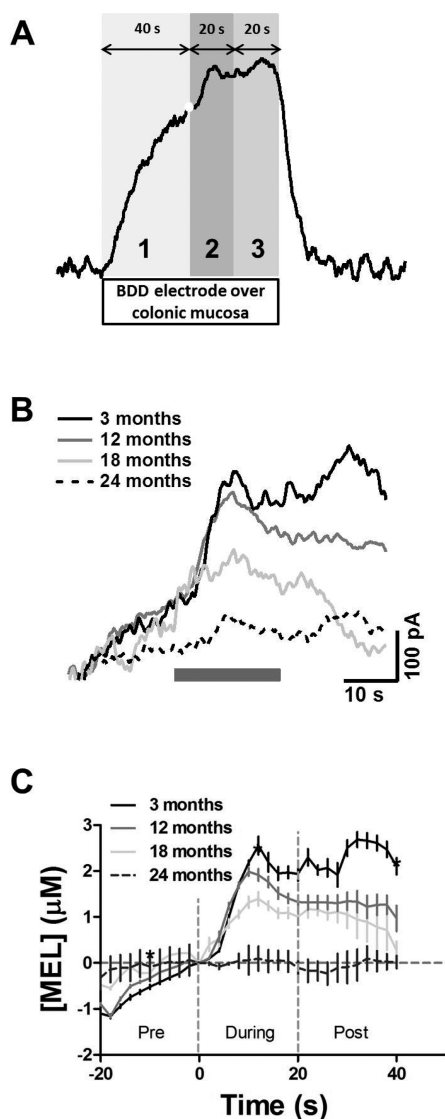 A
40 s
20 s
20 s
1
2
3
BDD electrode over
colonic mucosa
B
3 months
12 months
18 months
24 months
100 pA
10 s
C
3 months
12 months
18 months
24 months
[MEL] (μM)
3
2
1
0
-1
-2
*
*
*
Pre
During
Post
-20
0
20
40
Time (s)